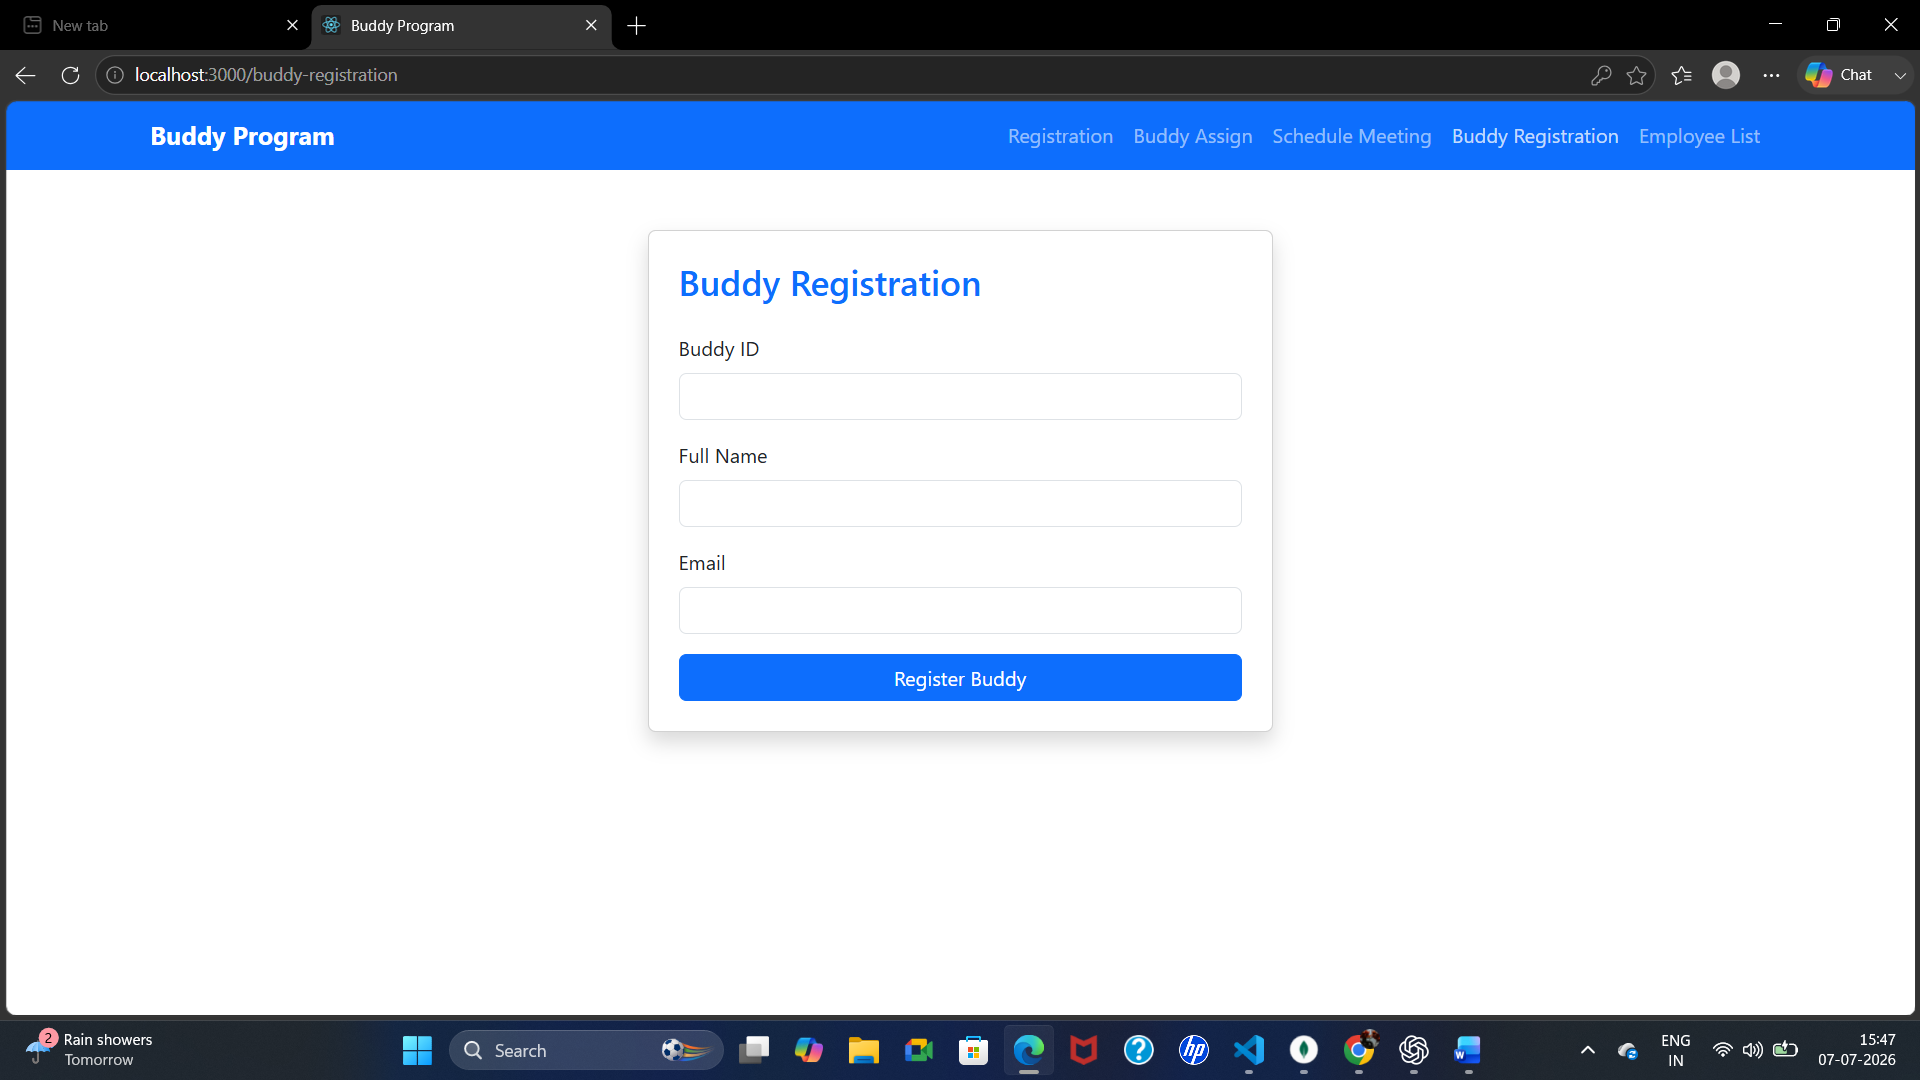 New tab
Buddy Program
localhost:3000/buddy-registration
Chat
Buddy Program
Registration Buddy Assign Schedule Meeting Buddy Registration Employee List
Buddy Registration
Buddy ID
Full Name
Email
Register Buddy
2
Rain showers
Tomorrow
Search
hp
W
ENG
IN
15:47
07-07-2026